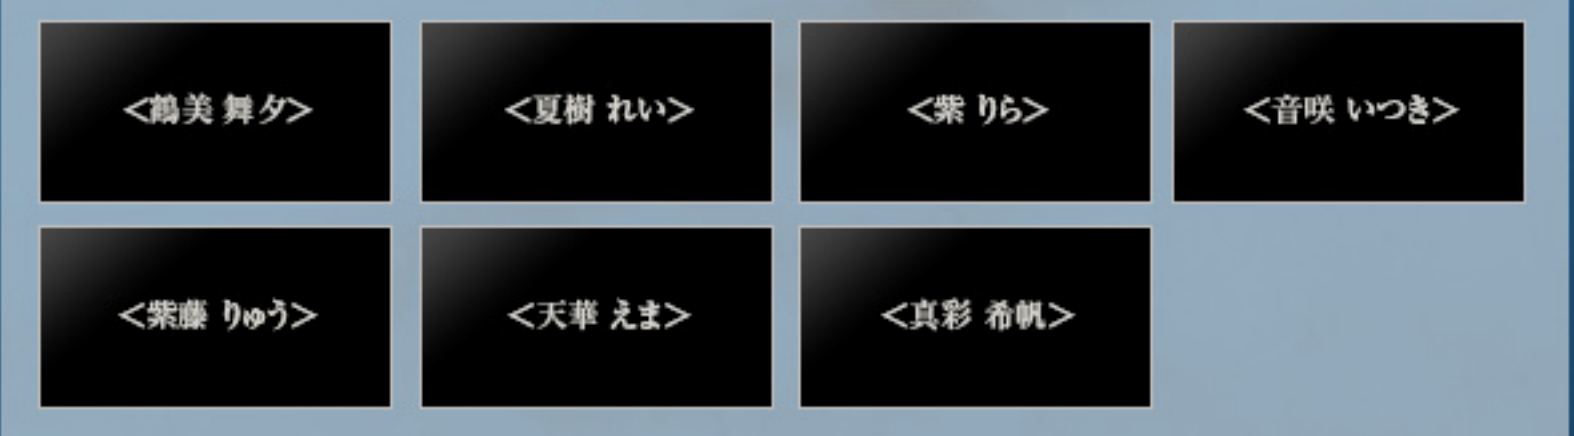 <鶴美 舞夕>
<夏樹 れい>
<紫 りら>
<音咲 いつき>
<紫藤 りゅう>
<天華 えま>
<真彩 希帆>